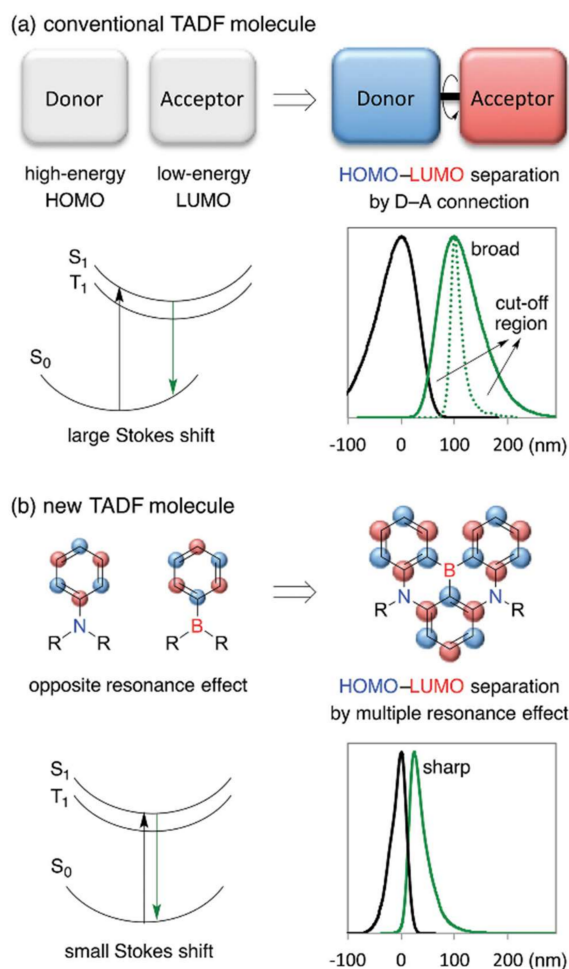 (a) conventional TADF molecule
Donor
Acceptor
Donor
Acceptor
high-energy
HOMO
low-energy
LUMO
HOMO–LUMO separation
by D–A connection
S1
T1
S0
large Stokes shift
broad
cut-off
region
-100 0 100 200 (nm)
(b) new TADF molecule
N
R R
B
R R
opposite resonance effect
B
N N
R R
HOMO–LUMO separation
by multiple resonance effect
S1
T1
S0
small Stokes shift
sharp
-100 0 100 200 (nm)